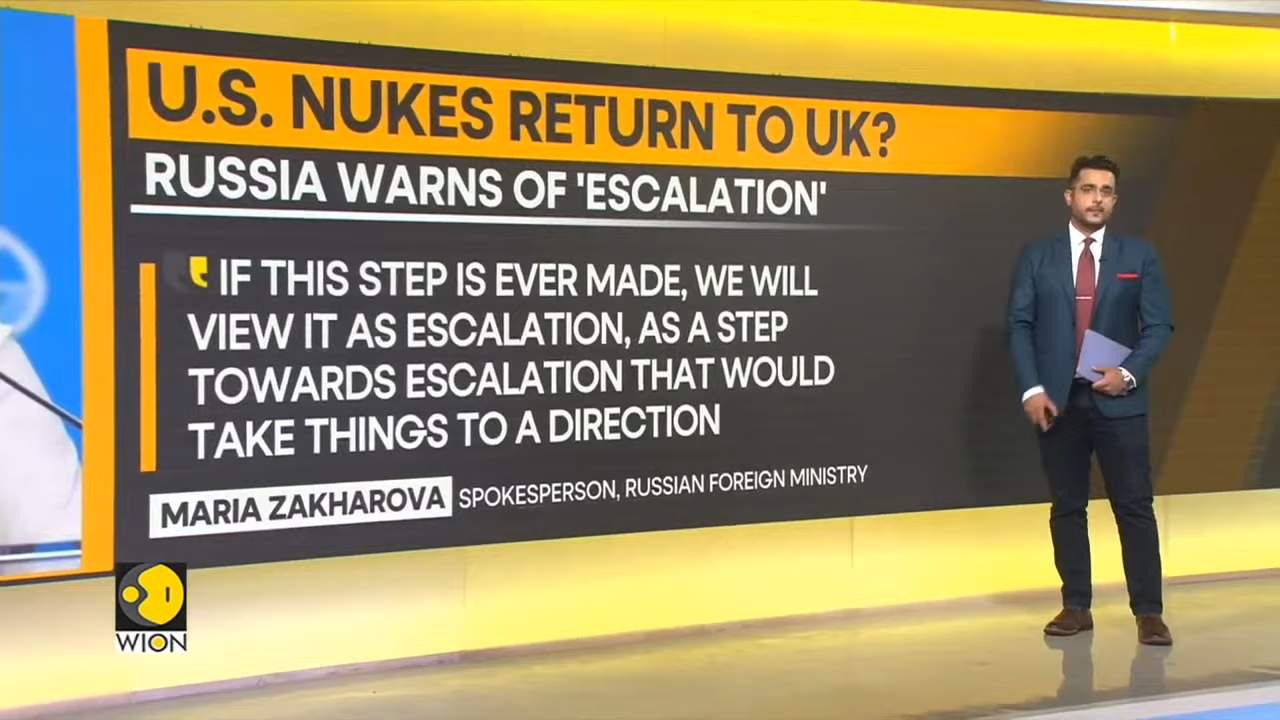 U.S. NUKES RETURN TO UK?
RUSSIA WARNS OF 'ESCALATION'
IF THIS STEP IS EVER MADE, WE WILL
VIEW IT AS ESCALATION, AS A STEP
TOWARDS ESCALATION THAT WOULD
TAKE THINGS TO A DIRECTION
MARIA ZAKHAROVA SPOKESPERSON, RUSSIAN FOREIGN MINISTRY
WION